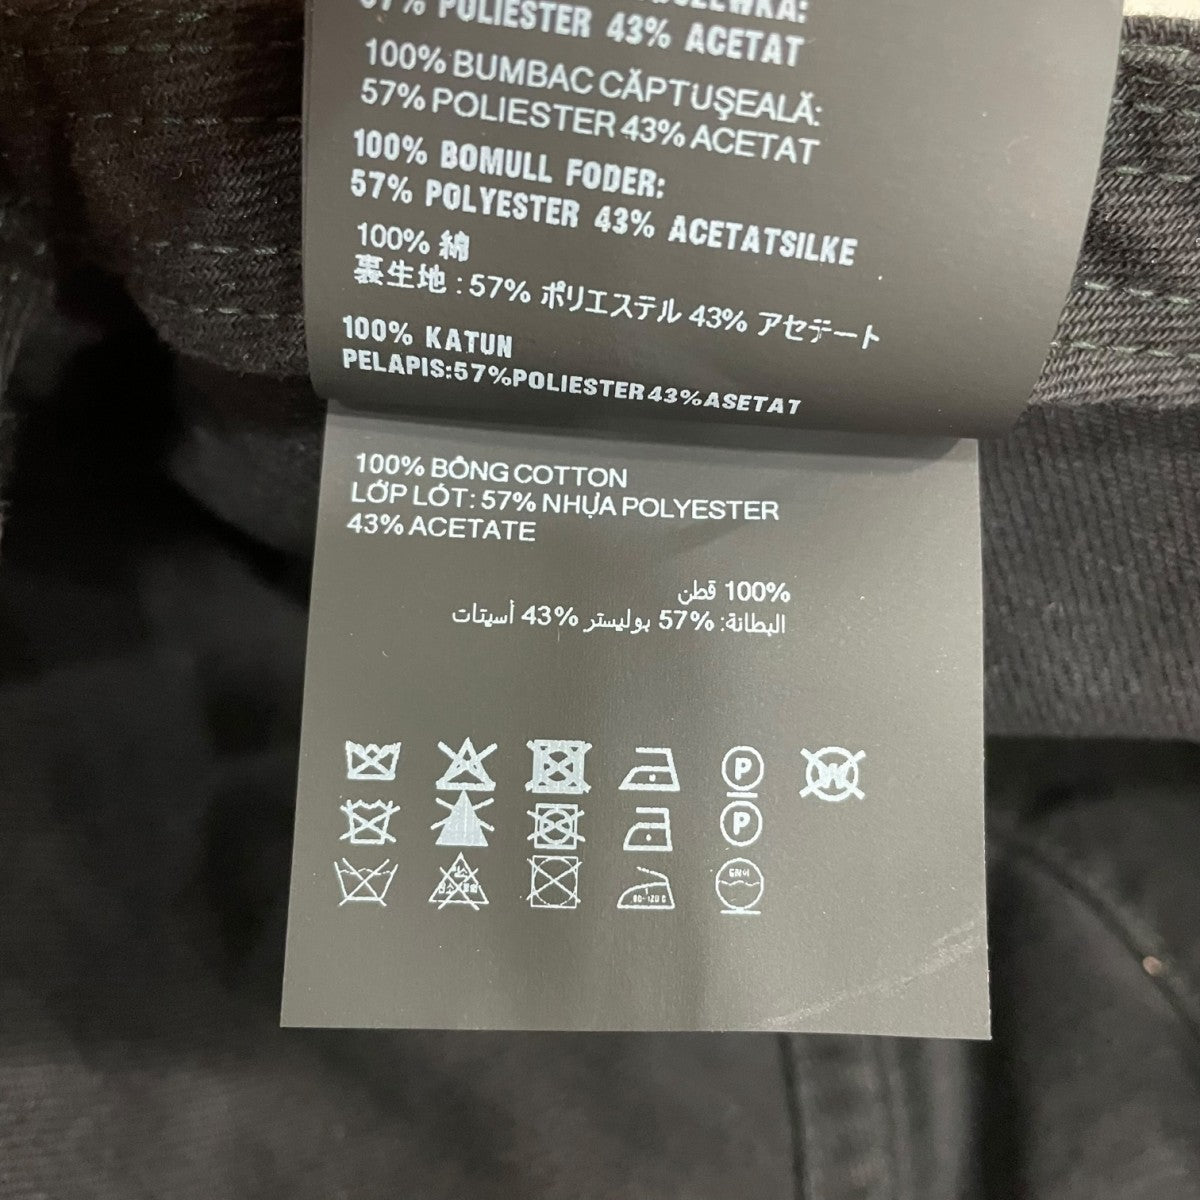 57% POLIESTER 43% ACETAT
100% BUMBAC CĂPTUȘEALĂ:
57% POLIESTER 43% ACETAT
100% BOMULL FODER:
57% POLYESTER 43% ACETATSILKE
100% 綿
裏生地 : 57% ポリエステル 43% アセテート
100% KATUN
PELAPIS:57%POLIESTER43%ASETAT
100% BÔNG COTTON
LỚP LÓT: 57% NHỰA POLYESTER
43% ACETATE
100% قطن
البطانة: 57% بوليستر 43% أسيتات
P
W
P
80-120 C